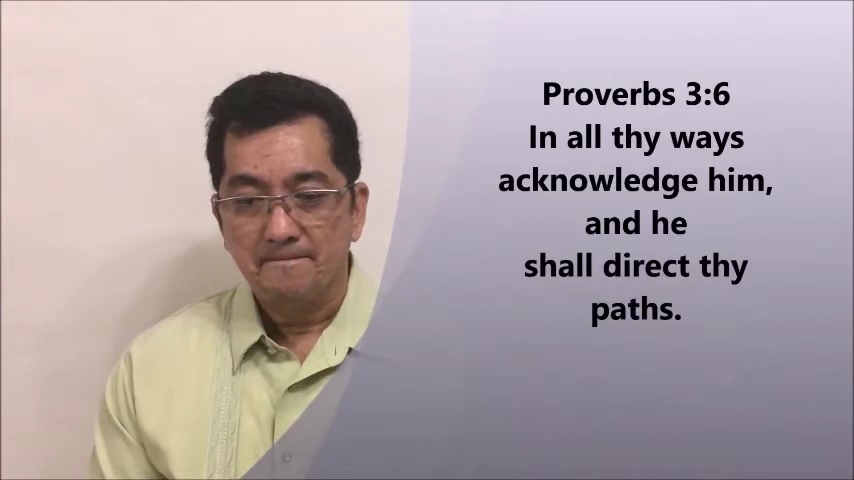 Proverbs 3:6
In all thy ways
acknowledge him,
and he
shall direct thy
paths.